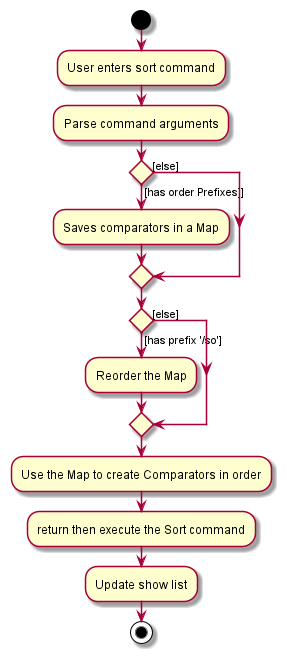 User enters sort command
Parse command arguments
[else]
[has order Prefixes]
Saves comparators in a Map
[else]
[has prefix '/so']
Reorder the Map
Use the Map to create Comparators in order
return then execute the Sort command
Update show list